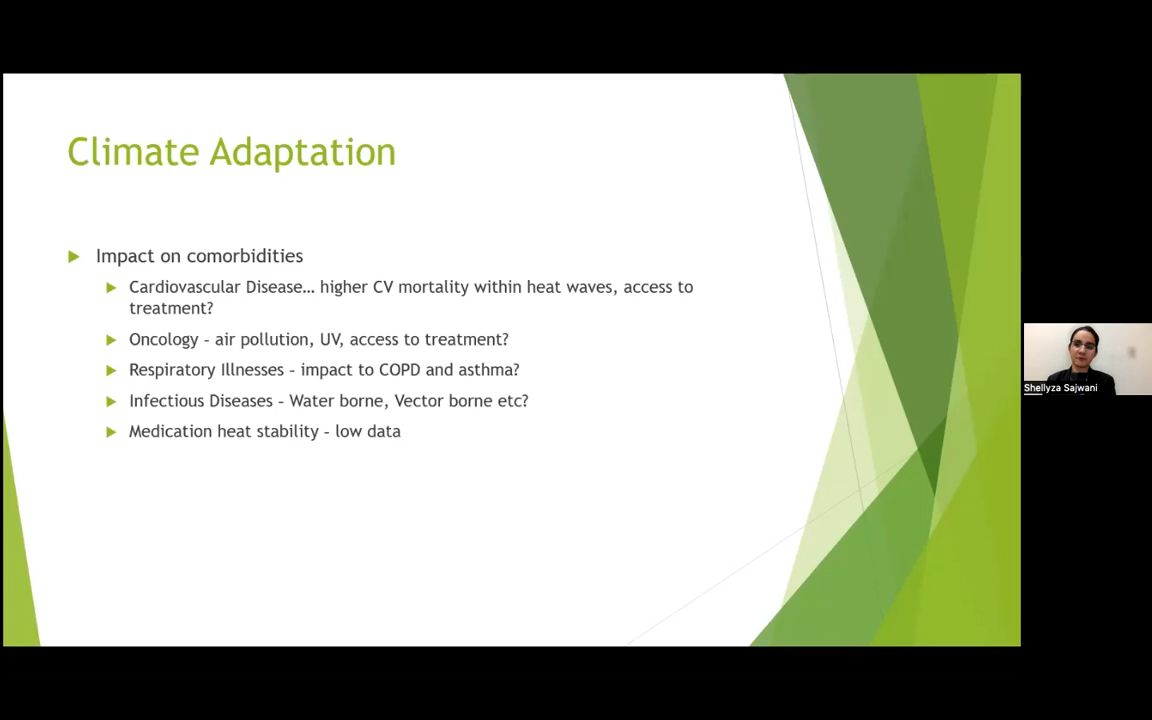 Climate Adaptation
Impact on comorbidities
Cardiovascular Disease… higher CV mortality within heat waves, access to
treatment?
Oncology – air pollution, UV, access to treatment?
Respiratory Illnesses – impact to COPD and asthma?
Infectious Diseases – Water borne, Vector borne etc?
Medication heat stability – low data
Shellyza Sajwani